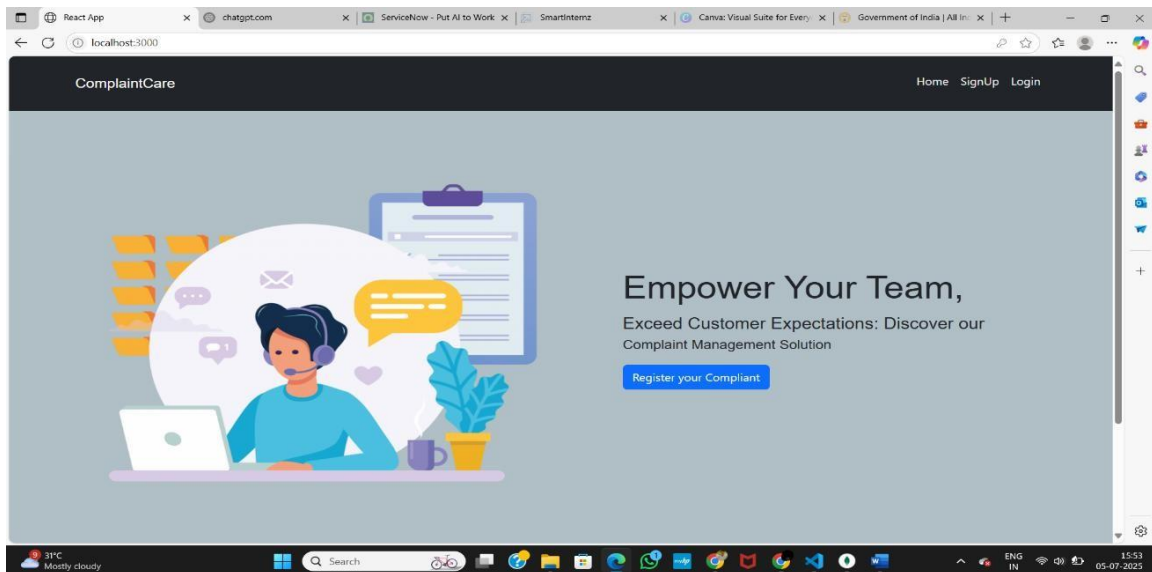 React App
chatgpt.com
ServiceNow - Put AI to Work
SmartInternz
Canva: Visual Suite for Every
Government of India | All In
localhost:3000
ComplaintCare
Home SignUp Login
Empower Your Team,
Exceed Customer Expectations: Discover our
Complaint Management Solution
Register your Compliant
9
31°C
Mostly cloudy
Search
ENG
IN
15:53
05-07-2025